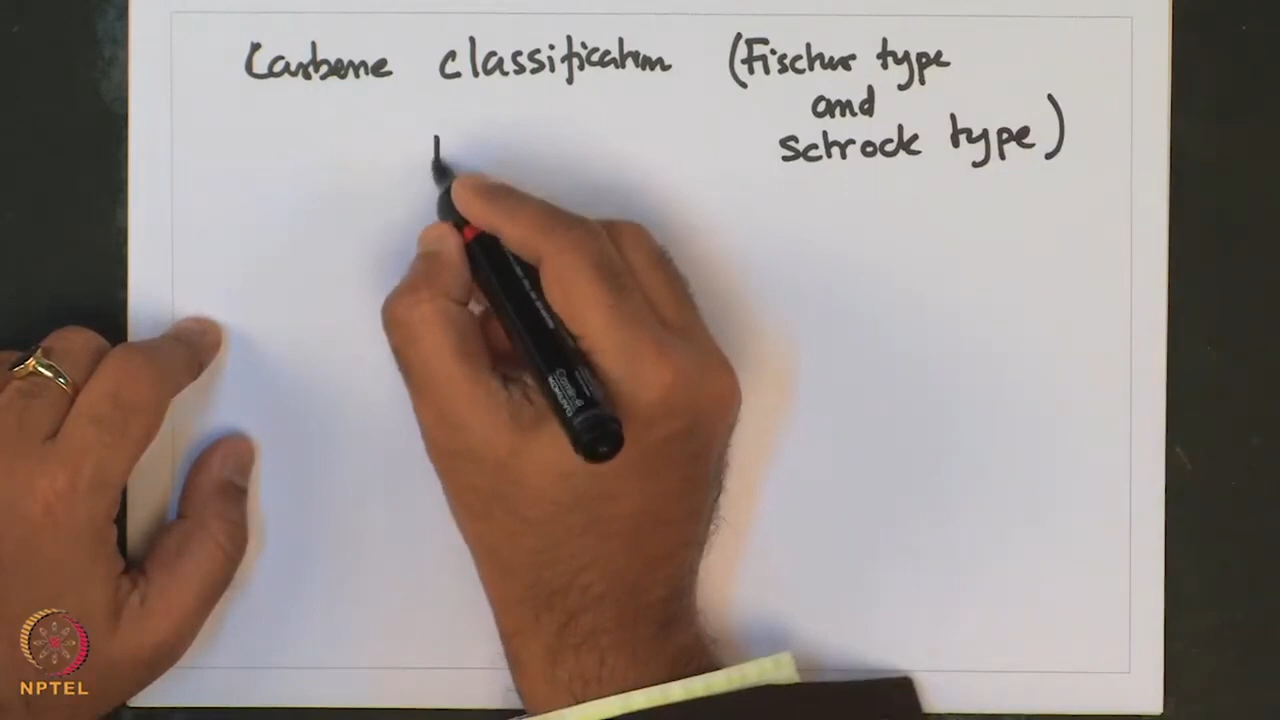 Carbene classification (Fischer type
and
Schrock type)
NPTEL